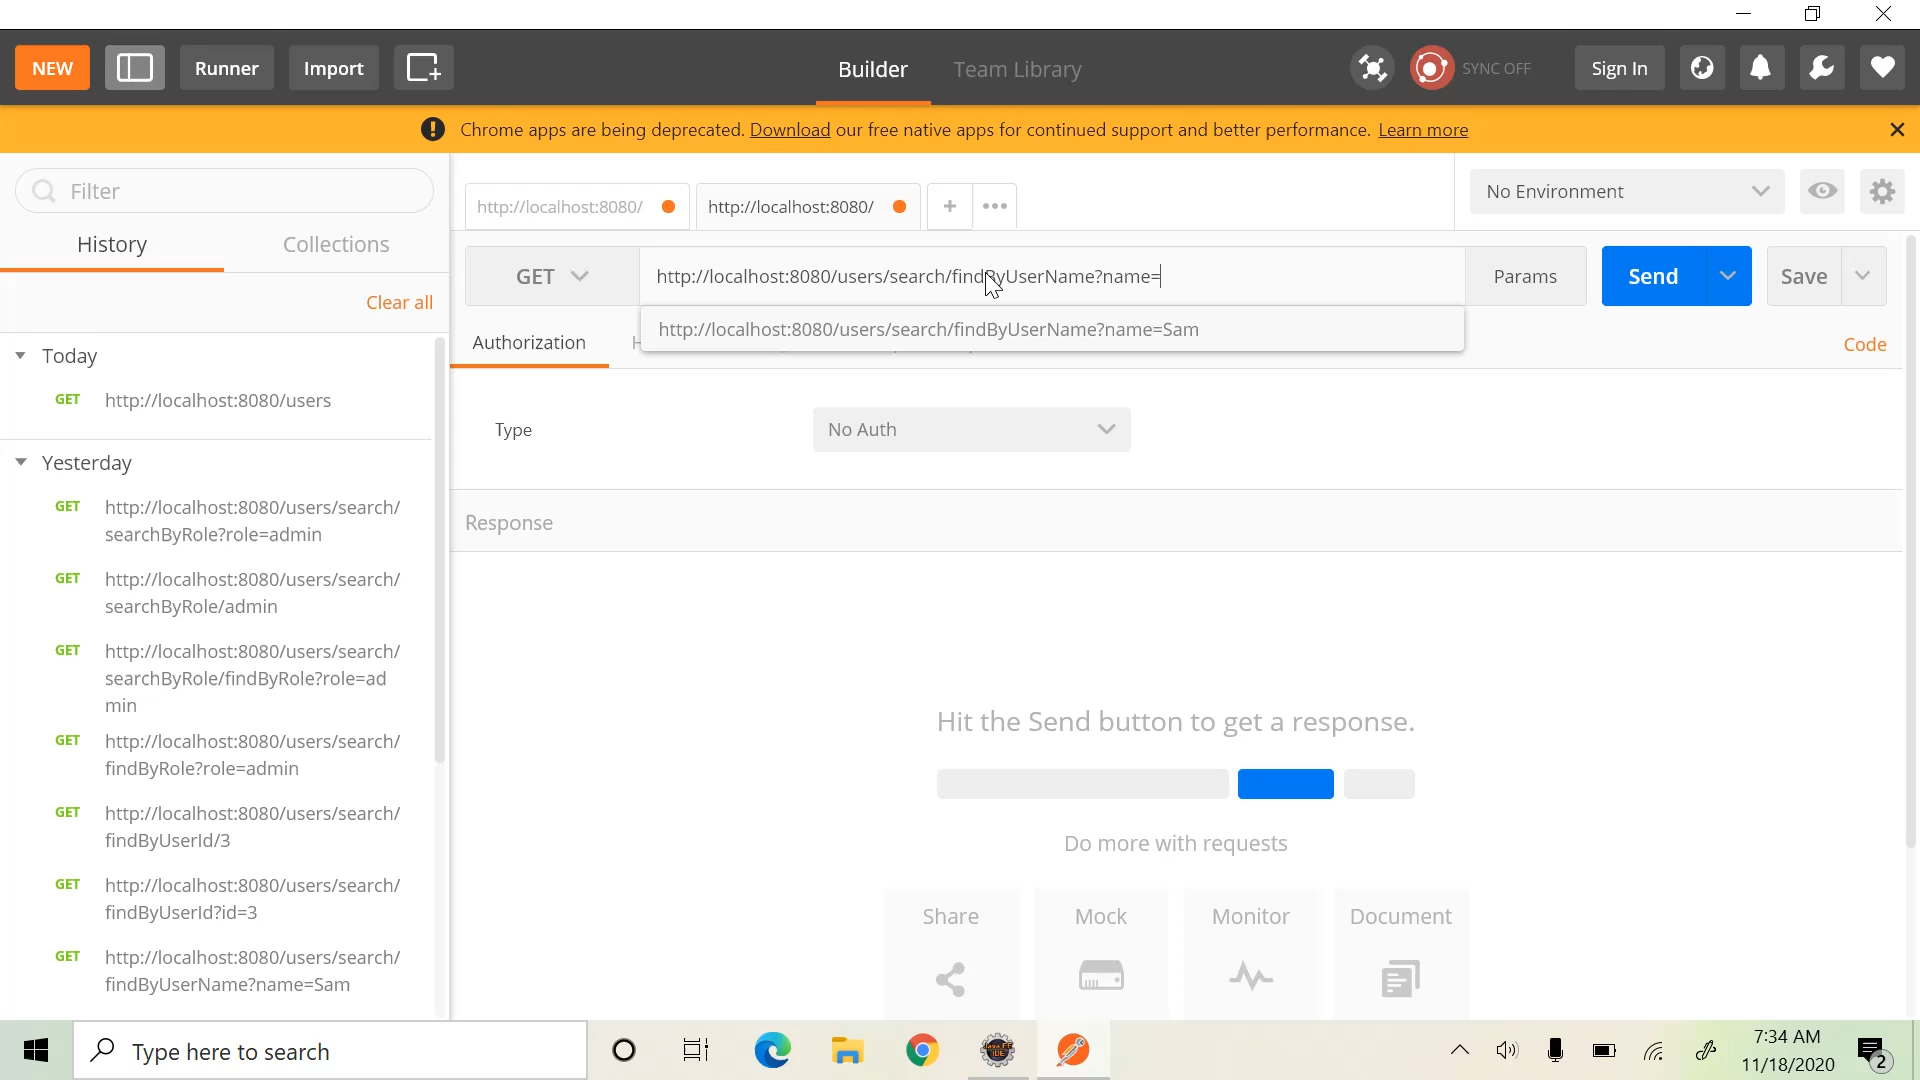 NEW
Runner
Import
Builder
Team Library
SYNC OFF
Sign In
Chrome apps are being deprecated. Download our free native apps for continued support and better performance. Learn more
Filter
History
Collections
Clear all
Today
GET http://localhost:8080/users
Yesterday
GET http://localhost:8080/users/search/
searchByRole?role=admin
GET http://localhost:8080/users/search/
searchByRole/admin
GET http://localhost:8080/users/search/
searchByRole/findByRole?role=ad
min
GET http://localhost:8080/users/search/
findByRole?role=admin
GET http://localhost:8080/users/search/
findByUserId/3
GET http://localhost:8080/users/search/
findByUserId?id=3
GET http://localhost:8080/users/search/
findByUserName?name=Sam
http://localhost:8080/
http://localhost:8080/
No Environment
GET
http://localhost:8080/users/search/findByUserName?name=
Params
Send
Save
http://localhost:8080/users/search/findByUserName?name=Sam
Authorization
Code
Type
No Auth
Response
Hit the Send button to get a response.
Do more with requests
Share
Mock
Monitor
Document
Type here to search
7:34 AM
11/18/2020
2